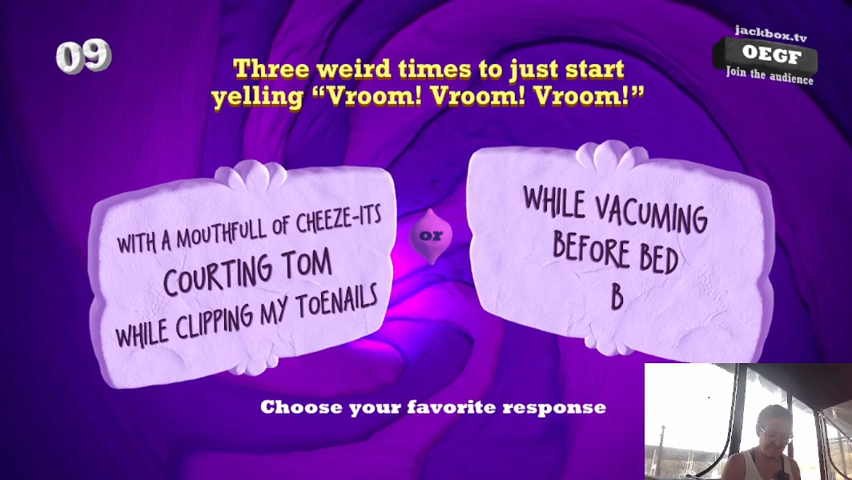 09
jackbox.tv
OEGF
Join the audience
Three weird times to just start
yelling “Vroom! Vroom! Vroom!”
WITH A MOUTHFULL OF CHEEZE-ITS
COURTING TOM
WHILE CLIPPING MY TOENAILS
or
WHILE VACUMING
BEFORE BED
B
Choose your favorite response